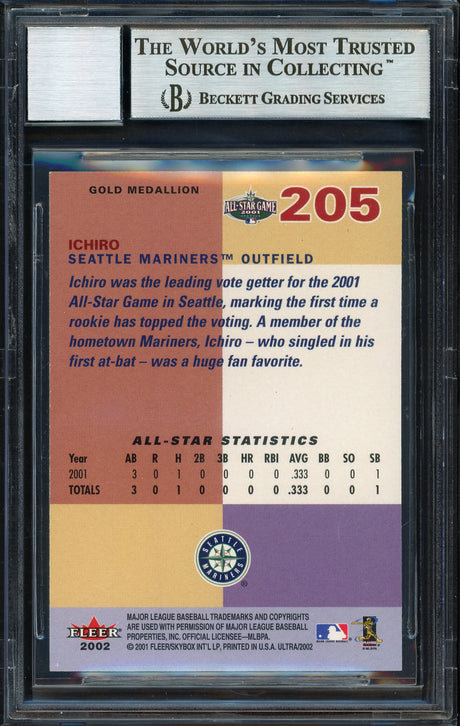 THE WORLD'S MOST TRUSTED
SOURCE IN COLLECTING™
B BECKETT GRADING SERVICES
GOLD MEDALLION
ALL-STAR GAME
2001
205
ICHIRO
SEATTLE MARINERS™ OUTFIELD
Ichiro was the leading vote getter for the 2001
All-Star Game in Seattle, marking the first time a
rookie has topped the voting. A member of the
hometown Mariners, Ichiro – who singled in his
first at-bat – was a huge fan favorite.
ALL-STAR STATISTICS
Year AB R H 2B 3B HR RBI AVG BB SO SB
2001 3 0 1 0 0 0 0 .333 0 0 1
TOTALS 3 0 1 0 0 0 0 .333 0 0 1
SEATTLE
MARINERS
®
FLEER
2002
MAJOR LEAGUE BASEBALL TRADEMARKS AND COPYRIGHTS
ARE USED WITH PERMISSION OF MAJOR LEAGUE BASEBALL
PROPERTIES, INC. OFFICIAL LICENSEE—MLBPA.
© 2001 FLEER/SKYBOX INT'L LP, PRINTED IN U.S.A. ULTRA/2002